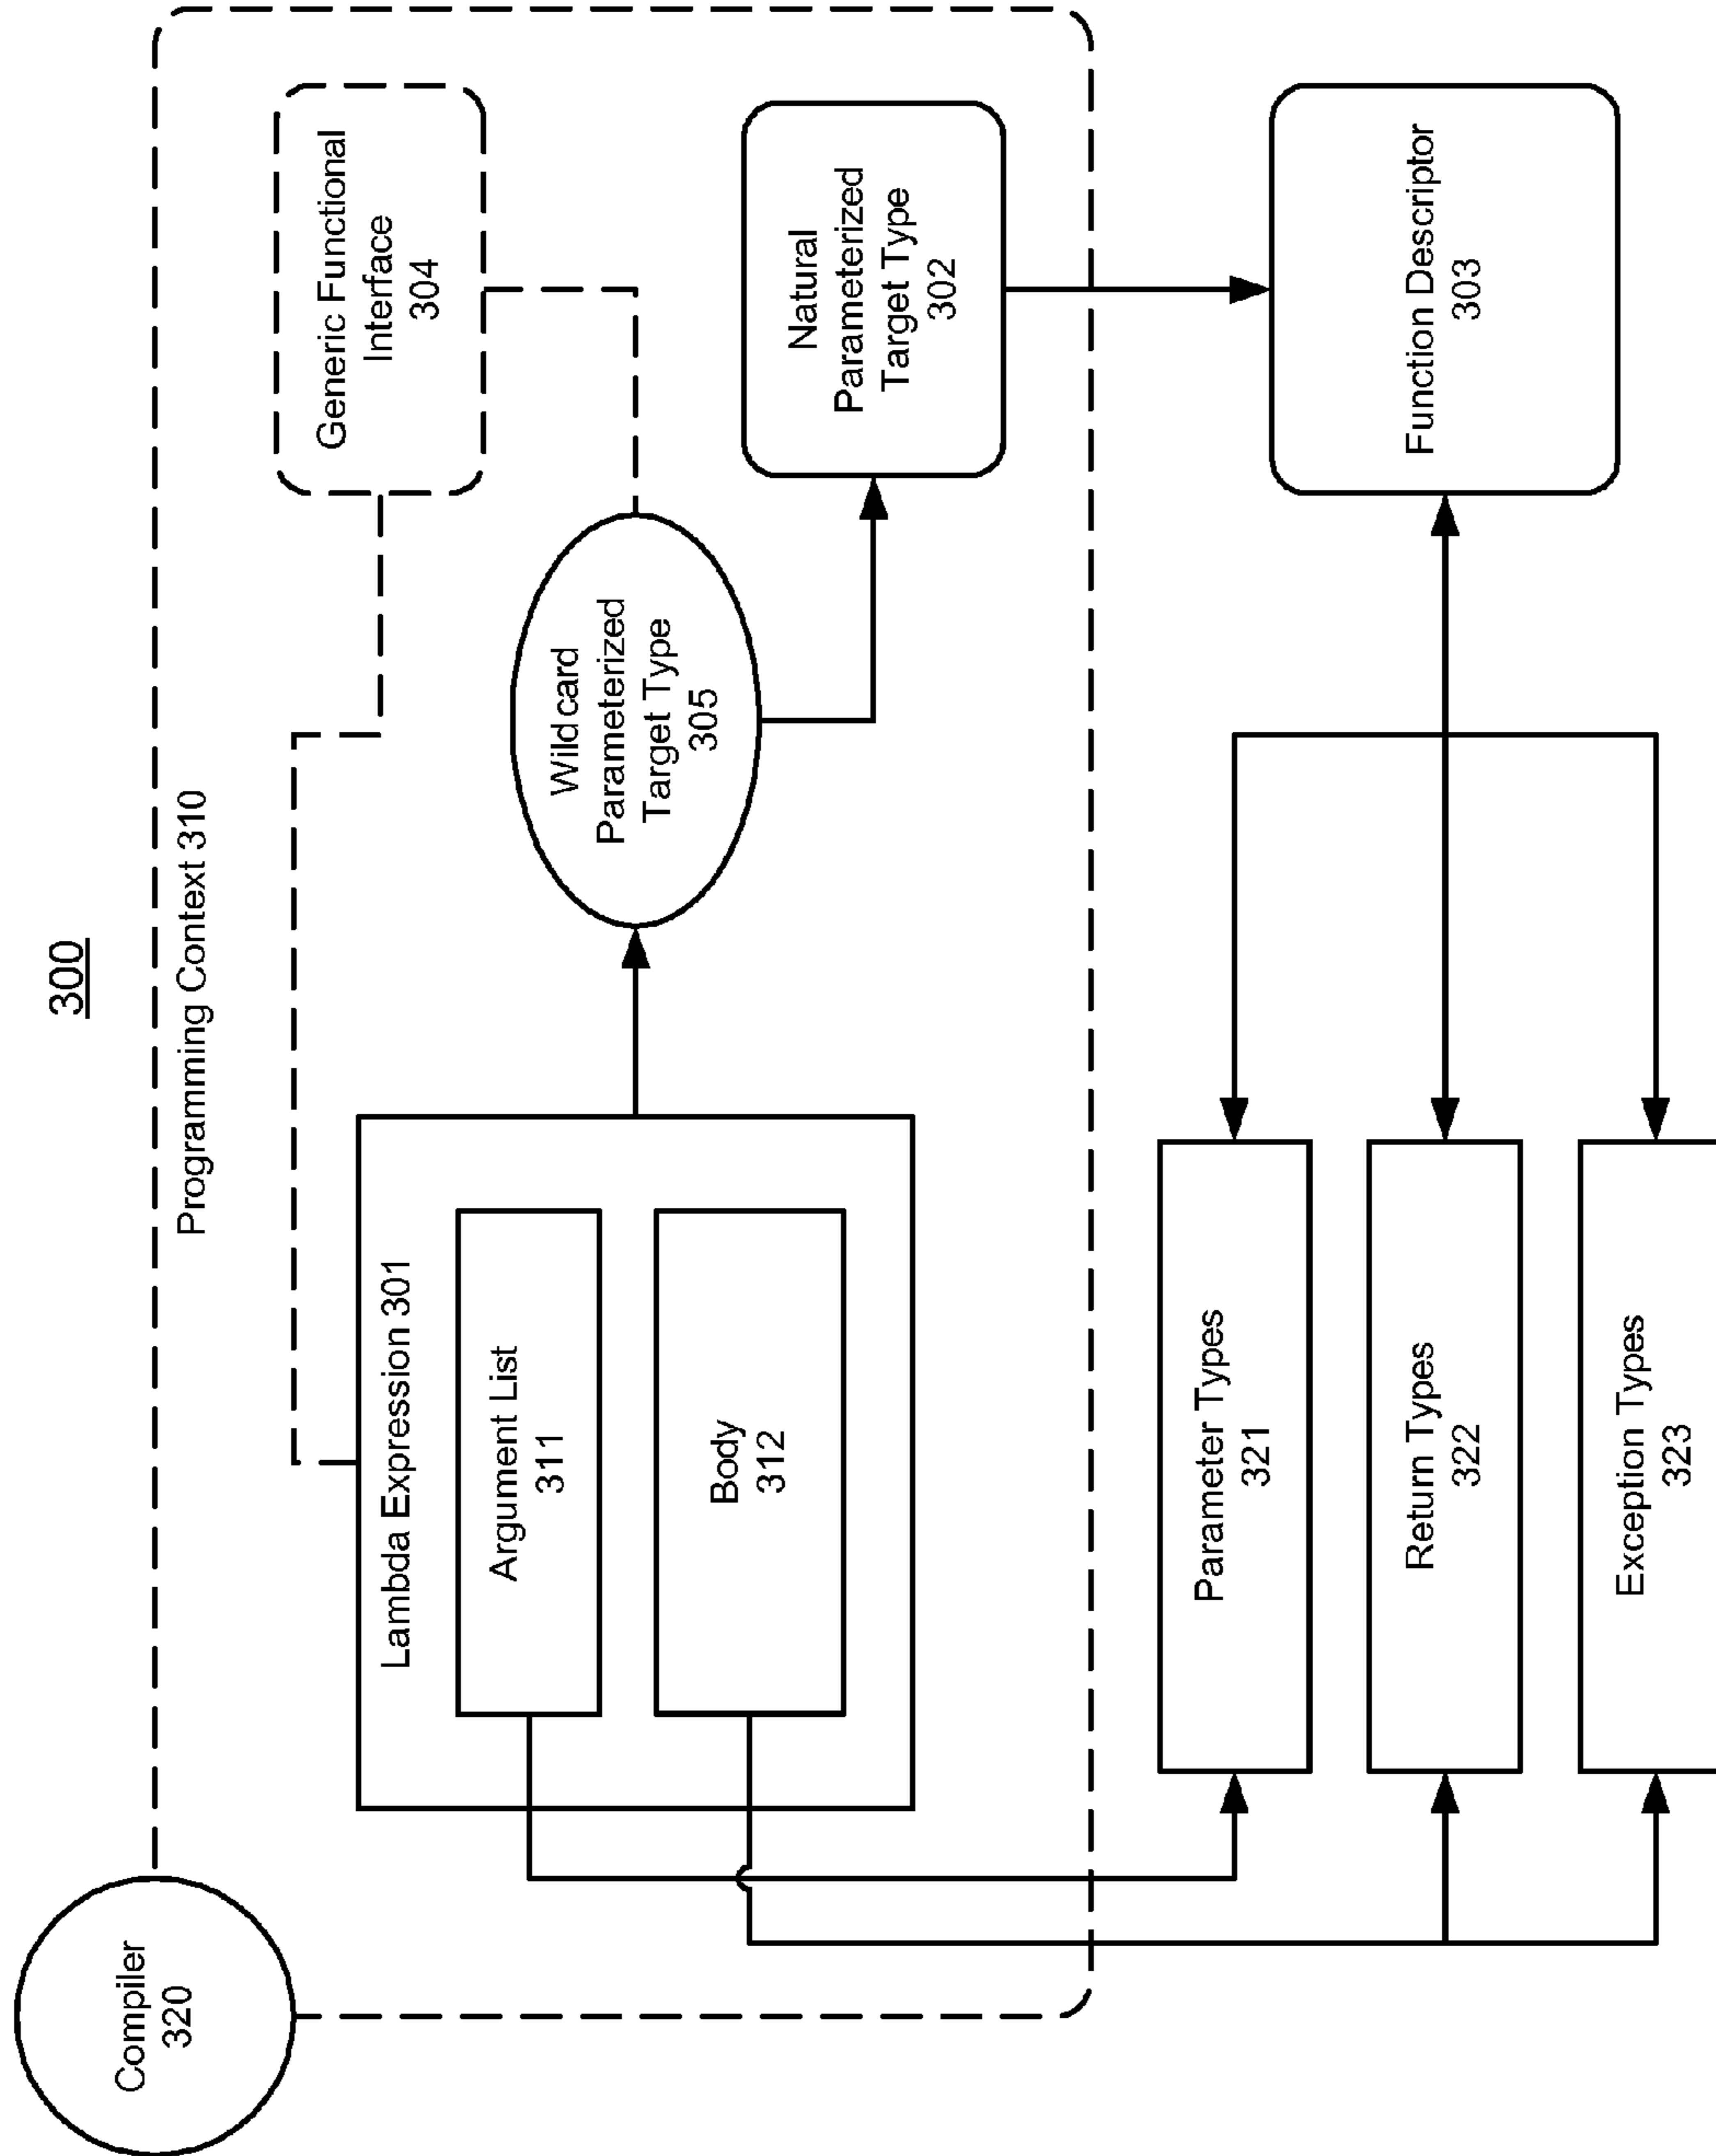 300
Compiler
320
Programming Context 310
Lambda Expression 301
Argument List
311
Body
312
Generic Functional
Interface
304
Wildcard
Parameterized
Target Type
305
Natural
Parameterized
Target Type
302
Parameter Types
321
Return Types
322
Exception Types
323
Function Descriptor
303